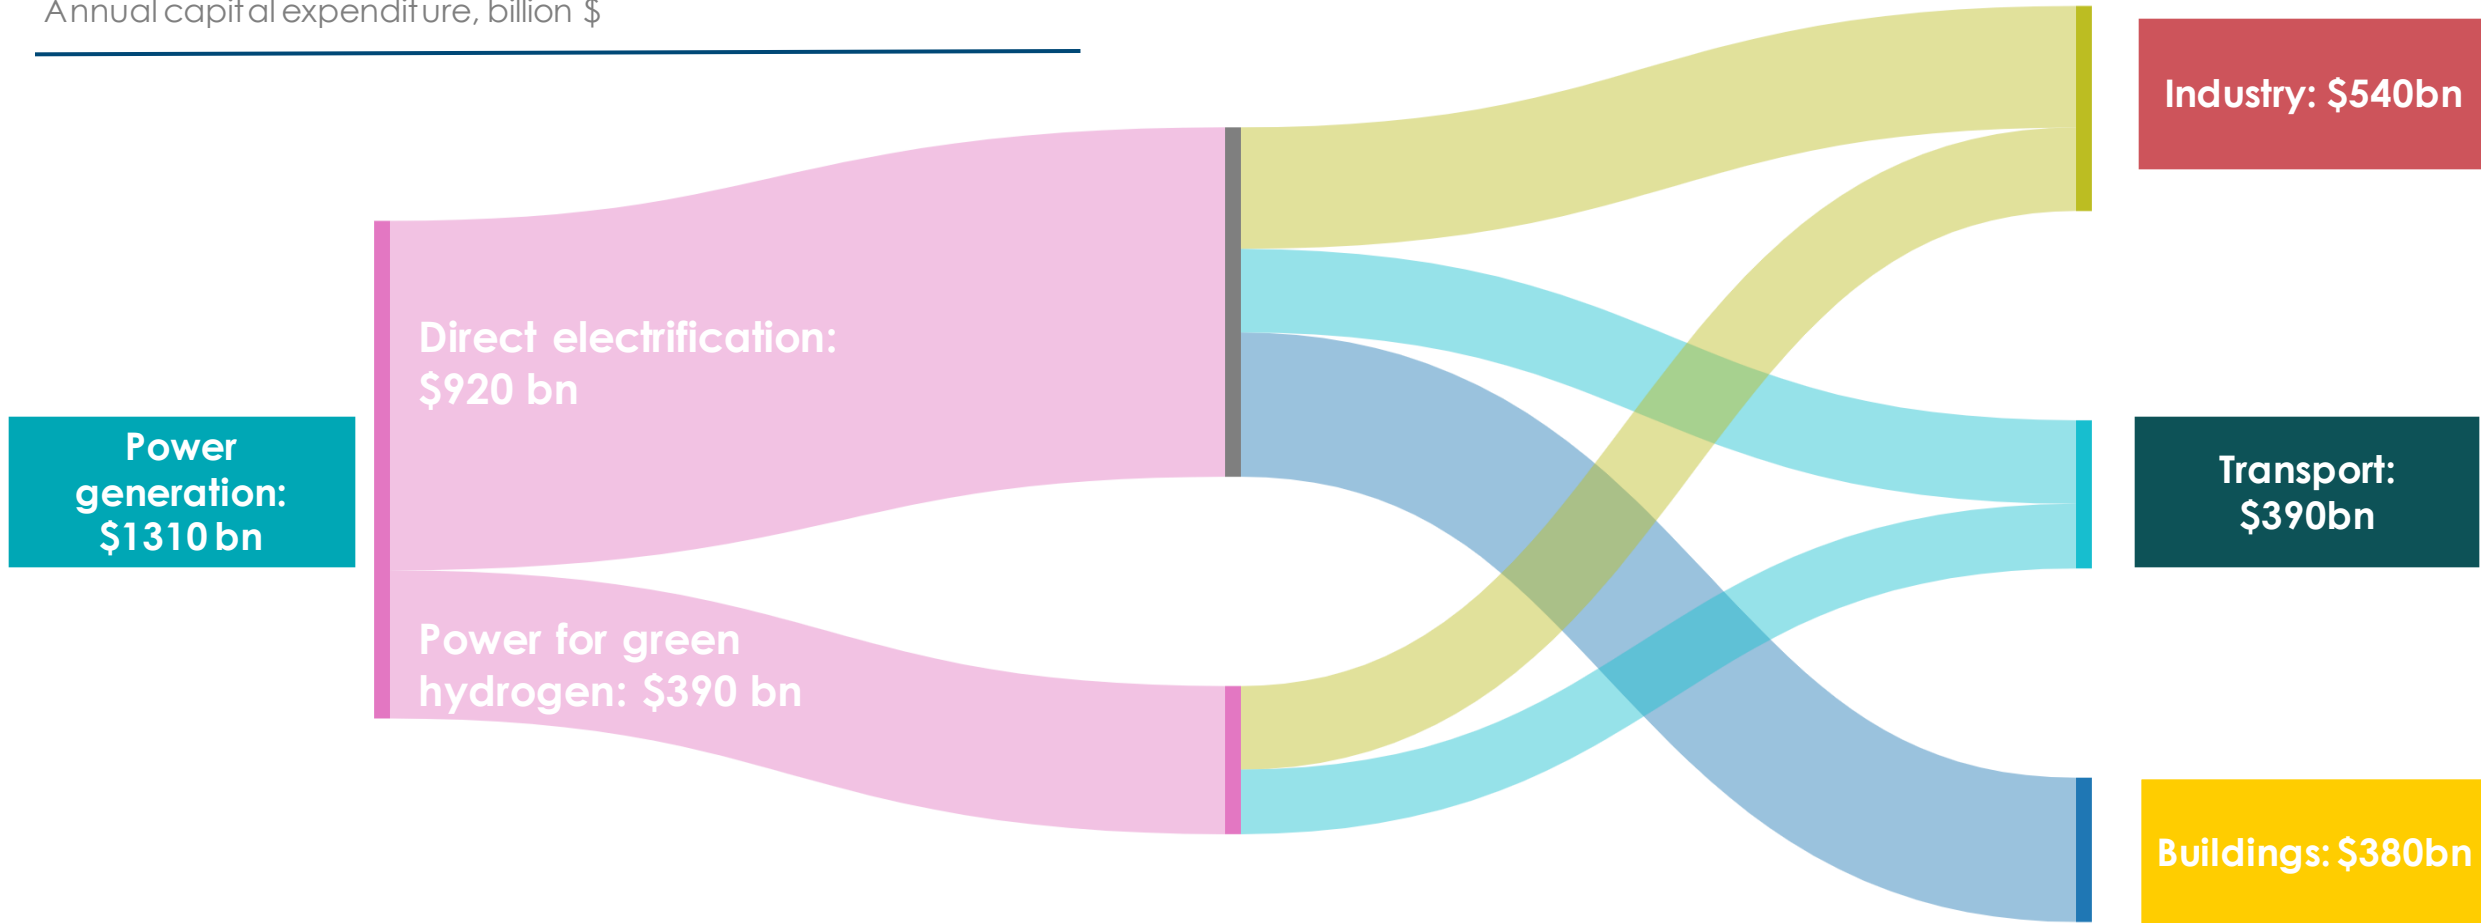 Annual capital expenditure, billion $
Industry: $540bn
Direct electrification:
$920 bn
Power
generation:
$1310 bn
Transport:
$390bn
Power for green
hydrogen: $390 bn
Buildings: $380bn